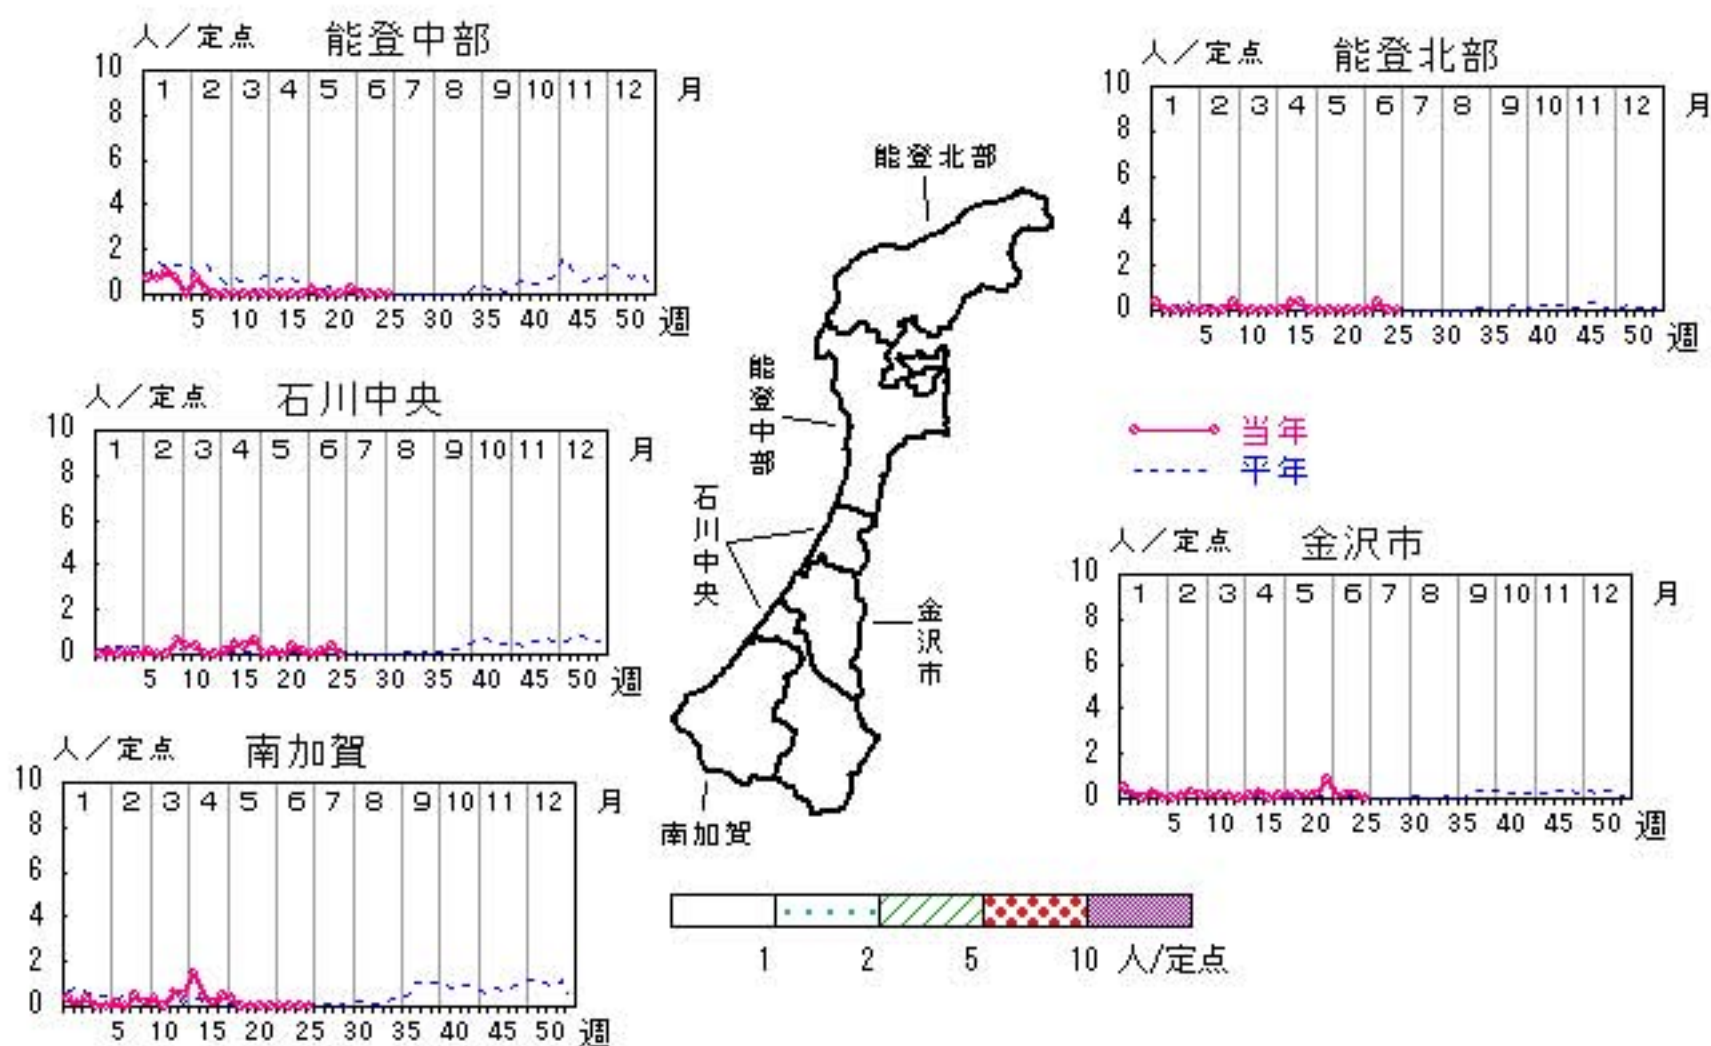 人／定点 能登中部
10 8 6 4 2 0
1 2 3 4 5 6 7 8 9 10 11 12 月
5 10 15 20 25 30 35 40 45 50 週
人／定点 能登北部
10 8 6 4 2 0
1 2 3 4 5 6 7 8 9 10 11 12 月
5 10 15 20 25 30 35 40 45 50 週
人／定点 石川中央
10 8 6 4 2 0
1 2 3 4 5 6 7 8 9 10 11 12 月
5 10 15 20 25 30 35 40 45 50 週
当年
平年
人／定点 金沢市
10 8 6 4 2 0
1 2 3 4 5 6 7 8 9 10 11 12 月
5 10 15 20 25 30 35 40 45 50 週
人／定点 南加賀
10 8 6 4 2 0
1 2 3 4 5 6 7 8 9 10 11 12 月
5 10 15 20 25 30 35 40 45 50 週
能登北部
能登中部
石川中央
金沢市
南加賀
1 2 5 10 人/定点